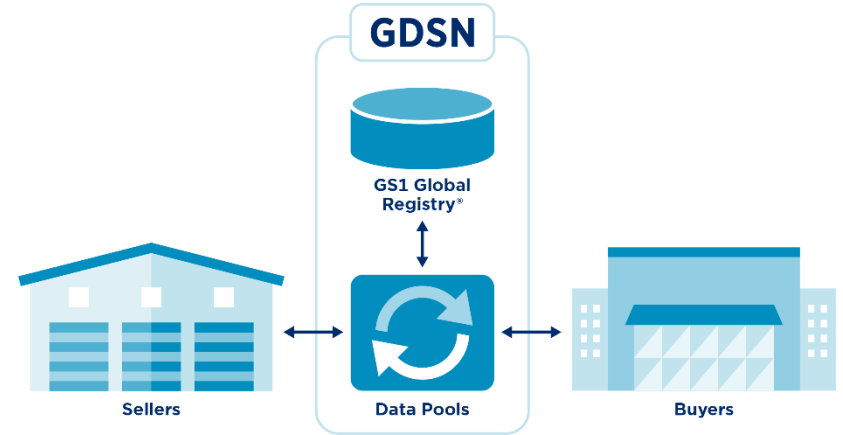 GDSN
GS1 Global
Registry®
Sellers
Data Pools
Buyers